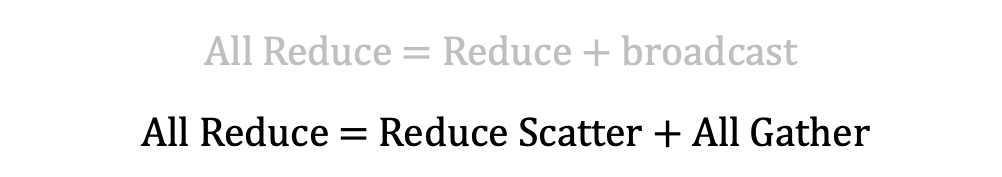 All Reduce = Reduce + broadcast
All Reduce = Reduce Scatter + All Gather